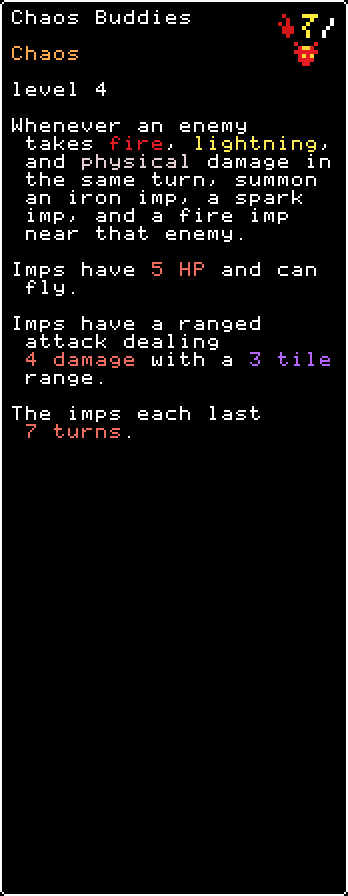 Chaos Buddies
Chaos
level 4
Whenever an enemy
takes fire, lightning,
and physical damage in
the same turn, summon
an iron imp, a spark
imp, and a fire imp
near that enemy.
Imps have 5 HP and can
fly.
Imps have a ranged
attack dealing
4 damage with a 3 tile
range.
The imps each last
7 turns.